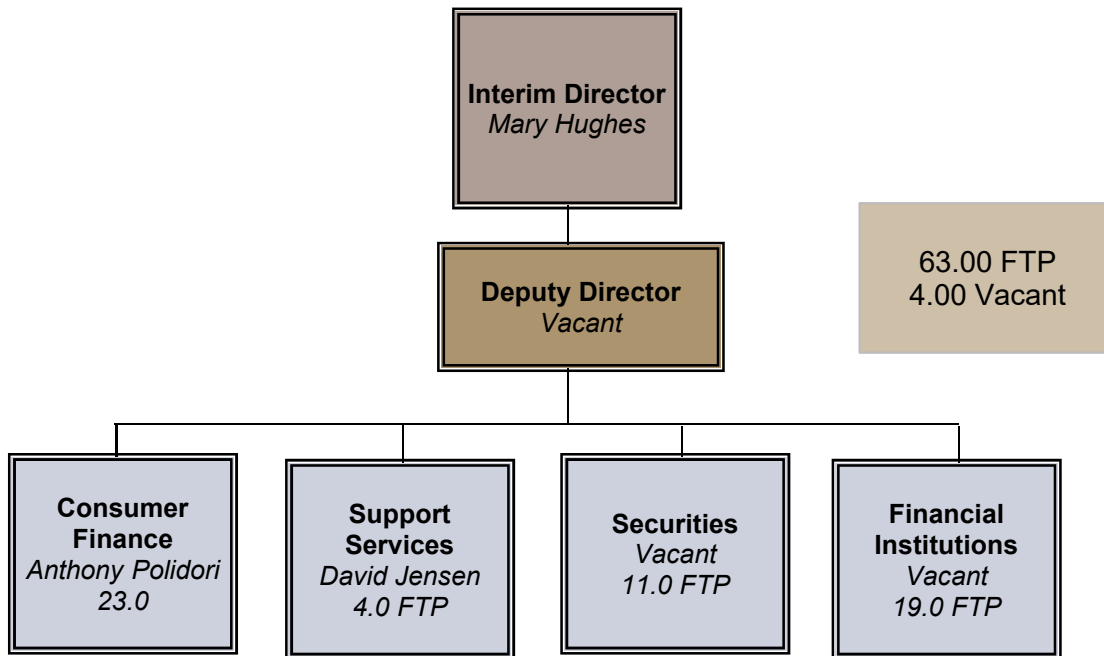 Interim Director
Mary Hughes
Deputy Director
Vacant
63.00 FTP
4.00 Vacant
Consumer
Finance
Anthony Polidori
23.0
Support
Services
David Jensen
4.0 FTP
Securities
Vacant
11.0 FTP
Financial
Institutions
Vacant
19.0 FTP